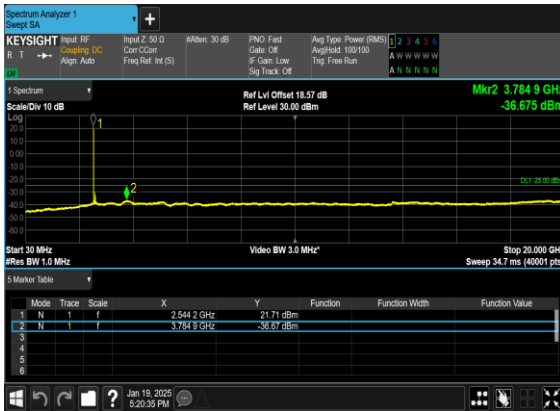 Spectrum Analyzer 1
Swept SA
+
KEYSIGHT Input: RF Input Z: 50 Ω #Atten: 30 dB PNO: Fast Avg Type: Power (RMS) 1 2 3 4 5 6
R T Coupling: DC Corr CCorr Gate: Off Avg|Hold: 100/100 A W W W W W
Align: Auto Freq Ref: Int (S) IF Gain: Low Trig: Free Run
LXI Sig Track: Off A N N N N N
1 Spectrum Ref Lvl Offset 18.57 dB Mkr2 3.784 9 GHz
Scale/Div 10 dB Ref Level 30.00 dBm -36.675 dBm
Log
1
20.0
10.0
0.00
-10.0
-20.0
DL1 -25.00 dBm
-30.0
2
-40.0
-50.0
-60.0
Start 30 MHz Video BW 3.0 MHz* Stop 20.000 GHz
#Res BW 1.0 MHz Sweep 34.7 ms (40001 pts)
5 Marker Table
Mode Trace Scale X Y Function Function Width Function Value
1 N 1 f 2.544 2 GHz 21.71 dBm
2 N 1 f 3.784 9 GHz -36.67 dBm
3
4
5
6
? Jan 19, 2025
5:20:35 PM